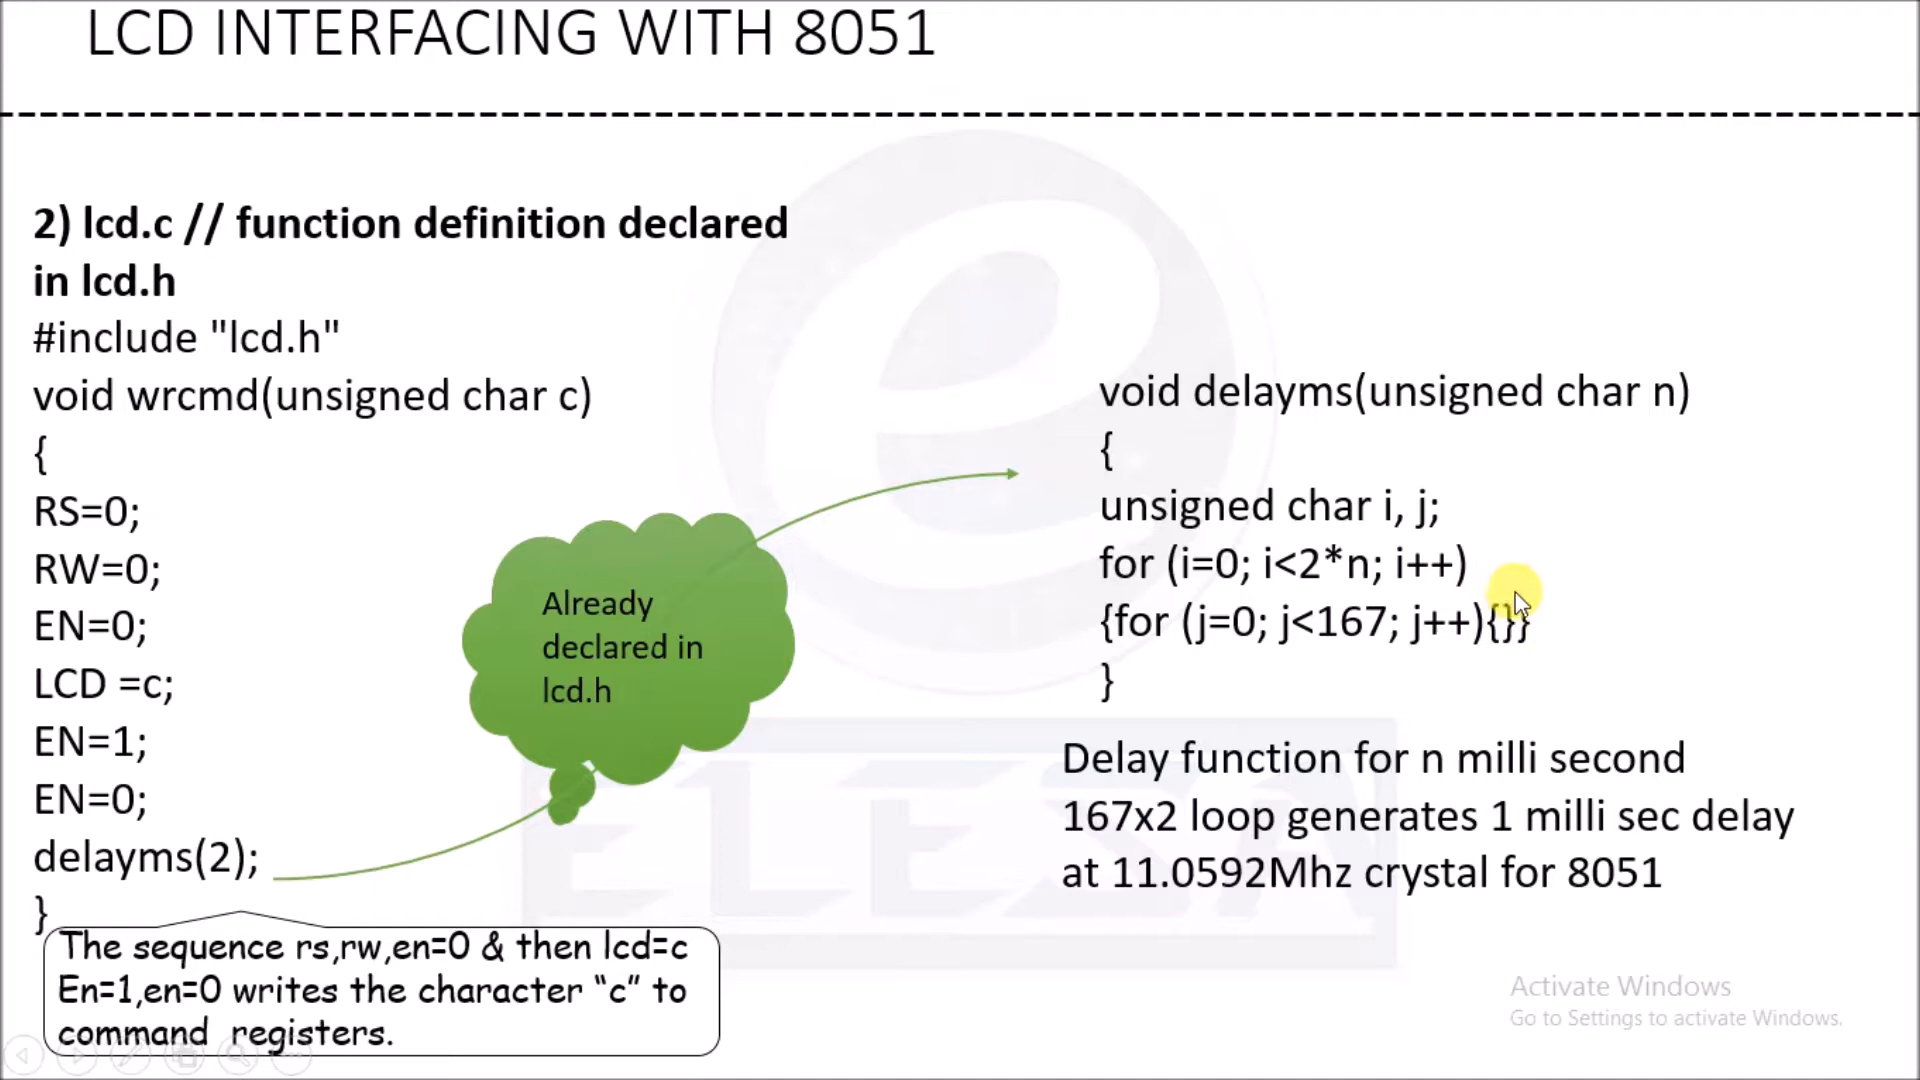 LCD INTERFACING WITH 8051
2) lcd.c // function definition declared
in lcd.h
#include "lcd.h"
void wrcmd(unsigned char c)
{
RS=0;
RW=0;
EN=0;
LCD =c;
EN=1;
EN=0;
delayms(2);
}
The sequence rs,rw,en=0 & then lcd=c
En=1,en=0 writes the character “c” to
command registers.
Already
declared in
lcd.h
void delayms(unsigned char n)
{
unsigned char i, j;
for (i=0; i<2*n; i++)
{for (j=0; j<167; j++){}}
}
Delay function for n milli second
167x2 loop generates 1 milli sec delay
at 11.0592Mhz crystal for 8051
ELESA
Activate Windows
Go to Settings to activate Windows.